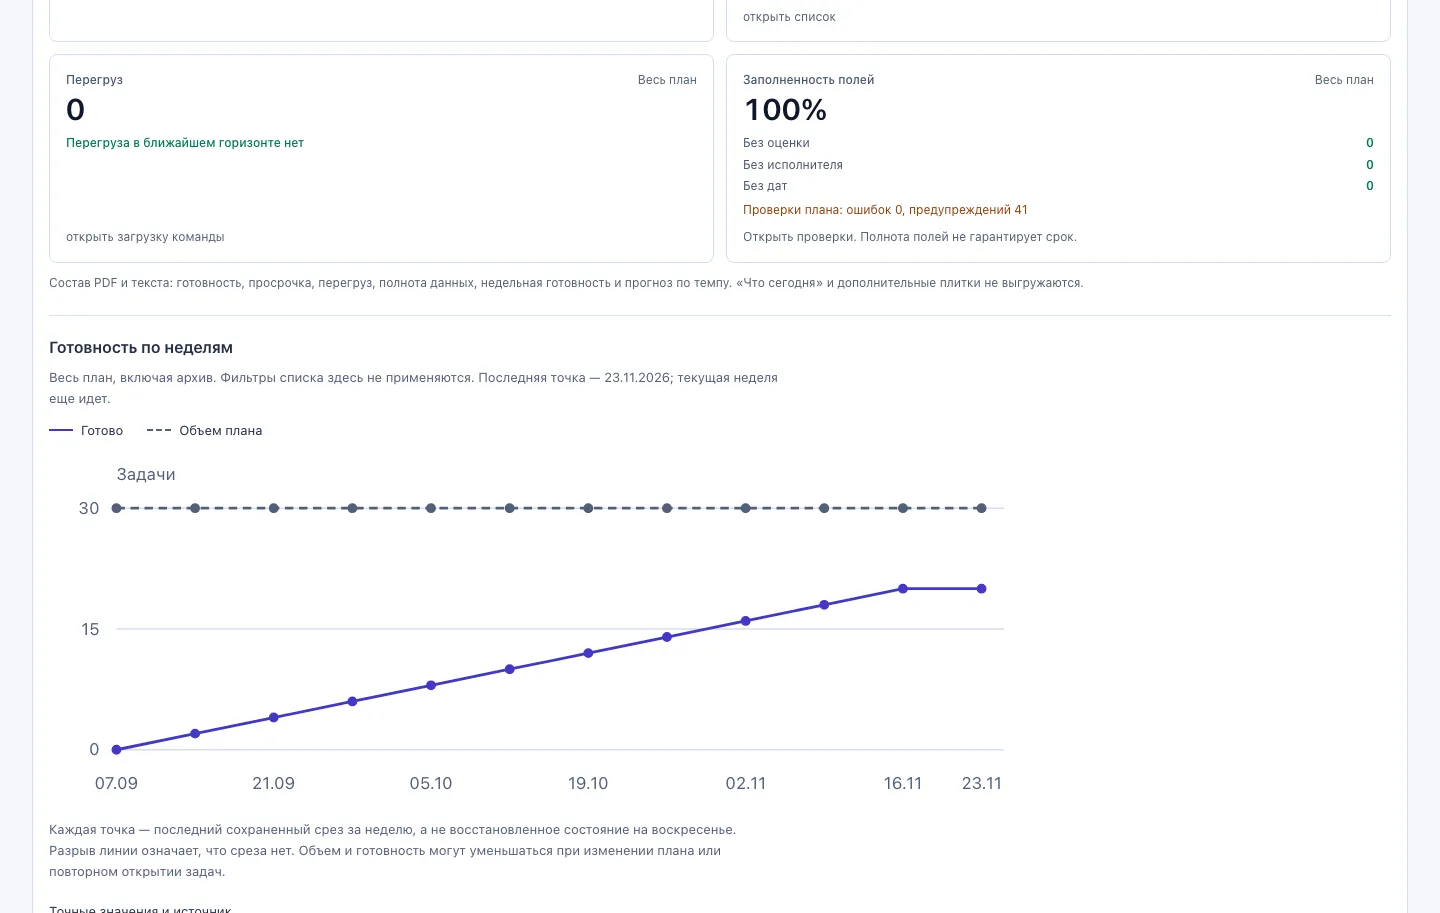 открыть список
Перегруз
Весь план
0
Перегруза в ближайшем горизонте нет
открыть загрузку команды
Заполненность полей
Весь план
100%
Без оценки 0
Без исполнителя 0
Без дат 0
Проверки плана: ошибок 0, предупреждений 41
Открыть проверки. Полнота полей не гарантирует срок.
Состав PDF и текста: готовность, просрочка, перегруз, полнота данных, недельная готовность и прогноз по темпу. «Что сегодня» и дополнительные плитки не выгружаются.
Готовность по неделям
Весь план, включая архив. Фильтры списка здесь не применяются. Последняя точка — 23.11.2026; текущая неделя
еще идет.
Готово
Объем плана
Задачи
30
15
0
07.09 21.09 05.10 19.10 02.11 16.11 23.11
Каждая точка — последний сохраненный срез за неделю, а не восстановленное состояние на воскресенье.
Разрыв линии означает, что среза нет. Объем и готовность могут уменьшаться при изменении плана или
повторном открытии задач.
Точные значения и источник